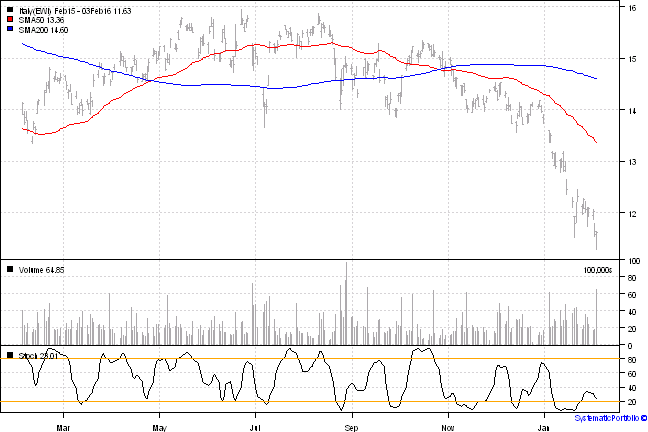 Italy(EWI) Feb15 - 03Feb16 11.63
SMA50 13.36
SMA200 14.60
16
15
14
13
12
Volume 64.85
100,000s
100
80
60
40
20
0
Stoch
80
60
40
20
Mar May Jul Sep Nov Jan
SystematicPortfolio ©